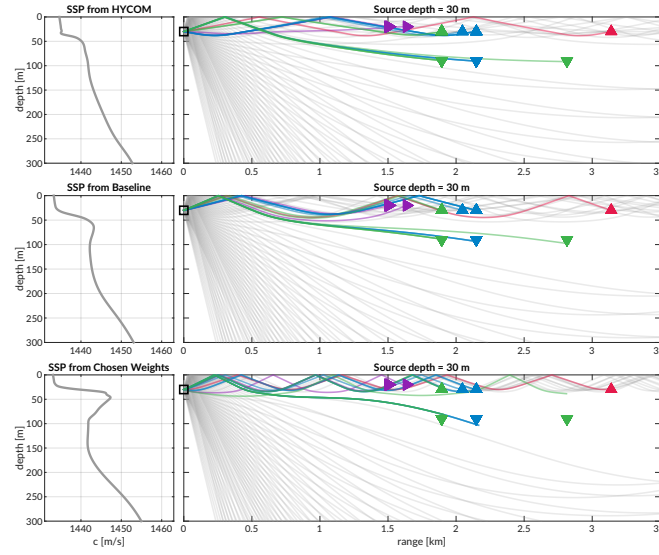 SSP from HYCOM
Source depth = 30 m
0
50
100
150
200
250
300
depth [m]
1440 1450 1460
0 0.5 1 1.5 2 2.5 3 3.
SSP from Baseline
Source depth = 30 m
0
50
100
150
200
250
300
depth [m]
1440 1450 1460
0 0.5 1 1.5 2 2.5 3 3.
SSP from Chosen Weights
Source depth = 30 m
0
50
100
150
200
250
300
depth [m]
1440 1450 1460
0 0.5 1 1.5 2 2.5 3 3.
c [m/s]
range [km]